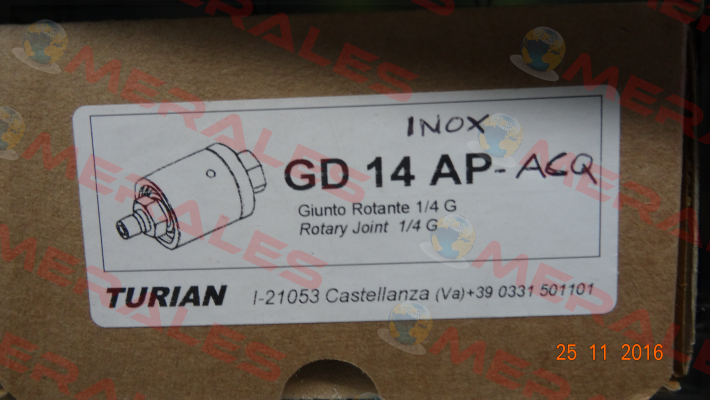 INOX
GD 14 AP-ACQ
Giunto Rotante 1/4 G
Rotary Joint 1/4 G
TURIAN I-21053 Castellanza (Va)+39 0331 501101
25 11 2016
MERALES